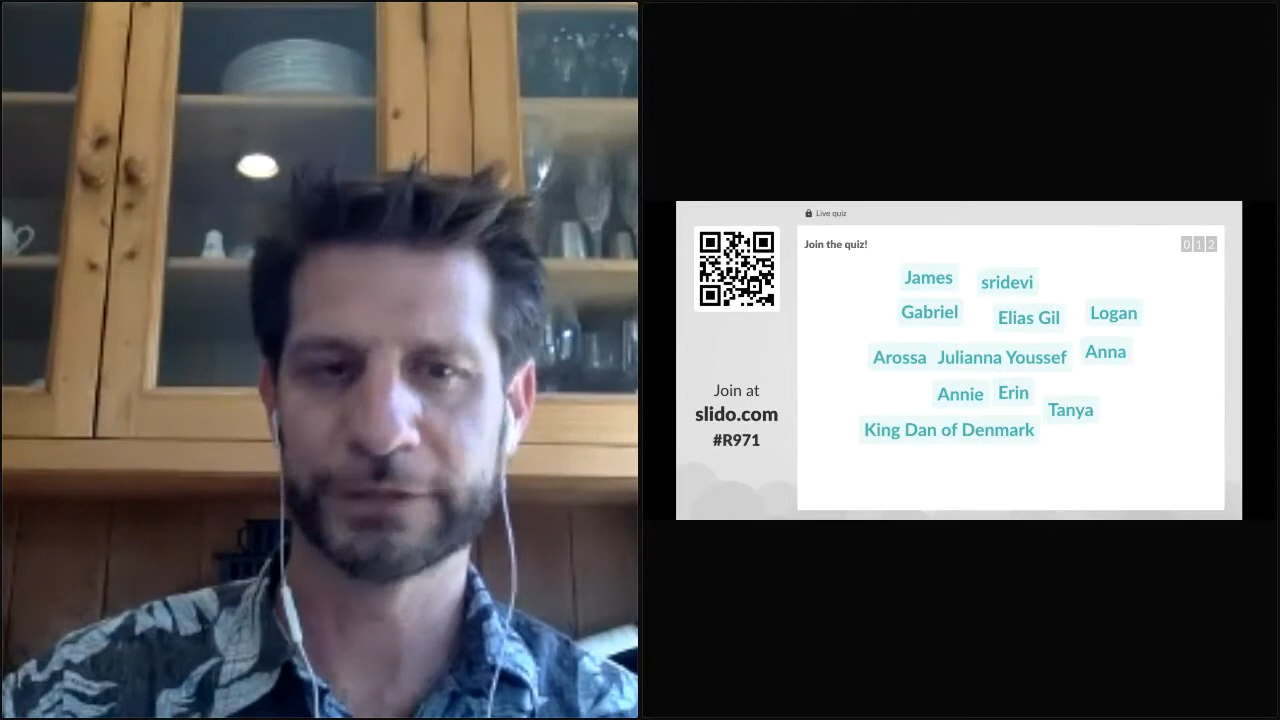 Live quiz
Join the quiz!
012
James
sridevi
Gabriel
Elias Gil
Logan
Arossa
Julianna Youssef
Anna
Annie
Erin
Tanya
King Dan of Denmark
Join at
slido.com
#R971